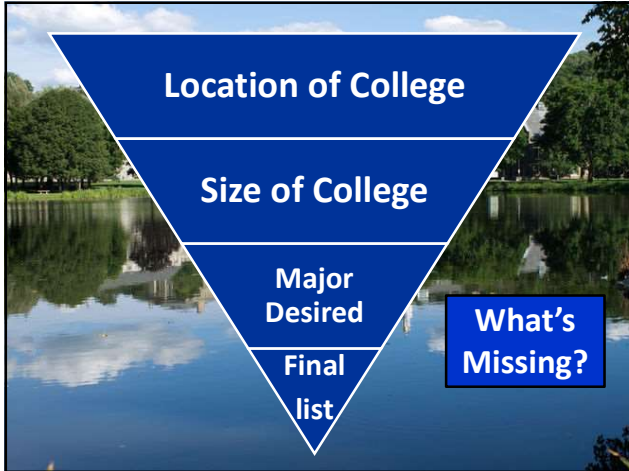 Location of College
Size of College
Major
Desired
Final
list
What's
Missing?